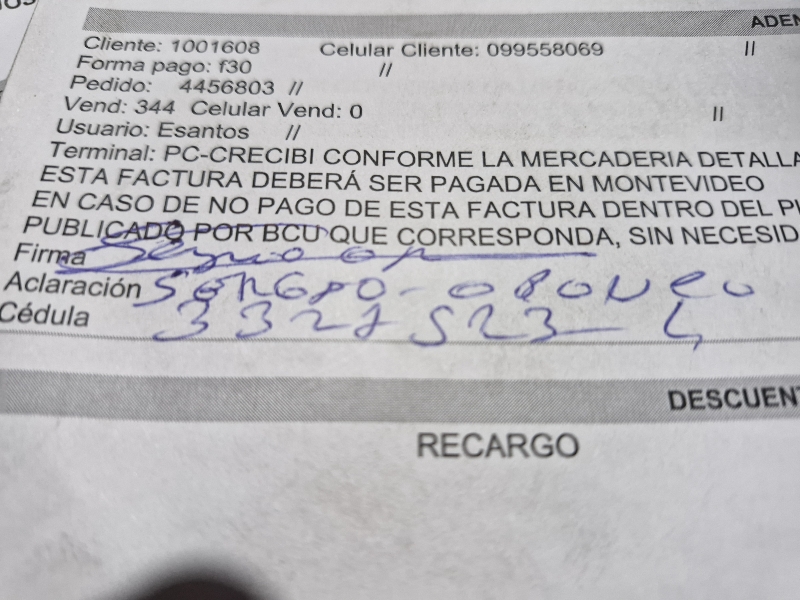 ADEN
Cliente: 1001608 Celular Cliente: 099558069 //
Forma pago: f30 //
Pedido: 4456803 //
Vend: 344 Celular Vend: 0 //
Usuario: Esantos //
Terminal: PC-CRECIBI CONFORME LA MERCADERIA DETALLA
ESTA FACTURA DEBERÁ SER PAGADA EN MONTEVIDEO
EN CASO DE NO PAGO DE ESTA FACTURA DENTRO DEL PL
PUBLICADO POR BCU QUE CORRESPONDA, SIN NECESID
Firma
Aclaración
Cédula
DESCUENT
RECARGO